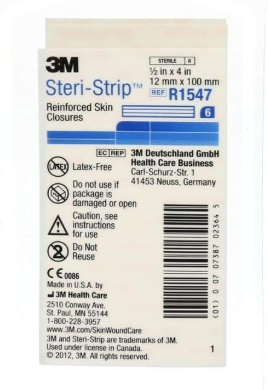 3M
STERILE R
Steri-Strip™
½ in x 4 in
12 mm x 100 mm
REF R1547
Reinforced Skin
Closures
6
EC REP 3M Deutschland GmbH
Health Care Business
Carl-Schurz-Str. 1
41453 Neuss, Germany
LATEX Latex-Free
Do not use if
package is
damaged or open
Caution, see
instructions
for use
2 Do Not
Reuse
CE 0086
Made in U.S.A. by
3M Health Care
2510 Conway Ave.
St. Paul, MN 55144
1-800-228-3957
www.3M.com/SkinWoundCare
3M and Steri-Strip are trademarks of 3M.
Used under license in Canada.
© 2012, 3M. All rights reserved.
(01) 0 07 07387 02364 5
1